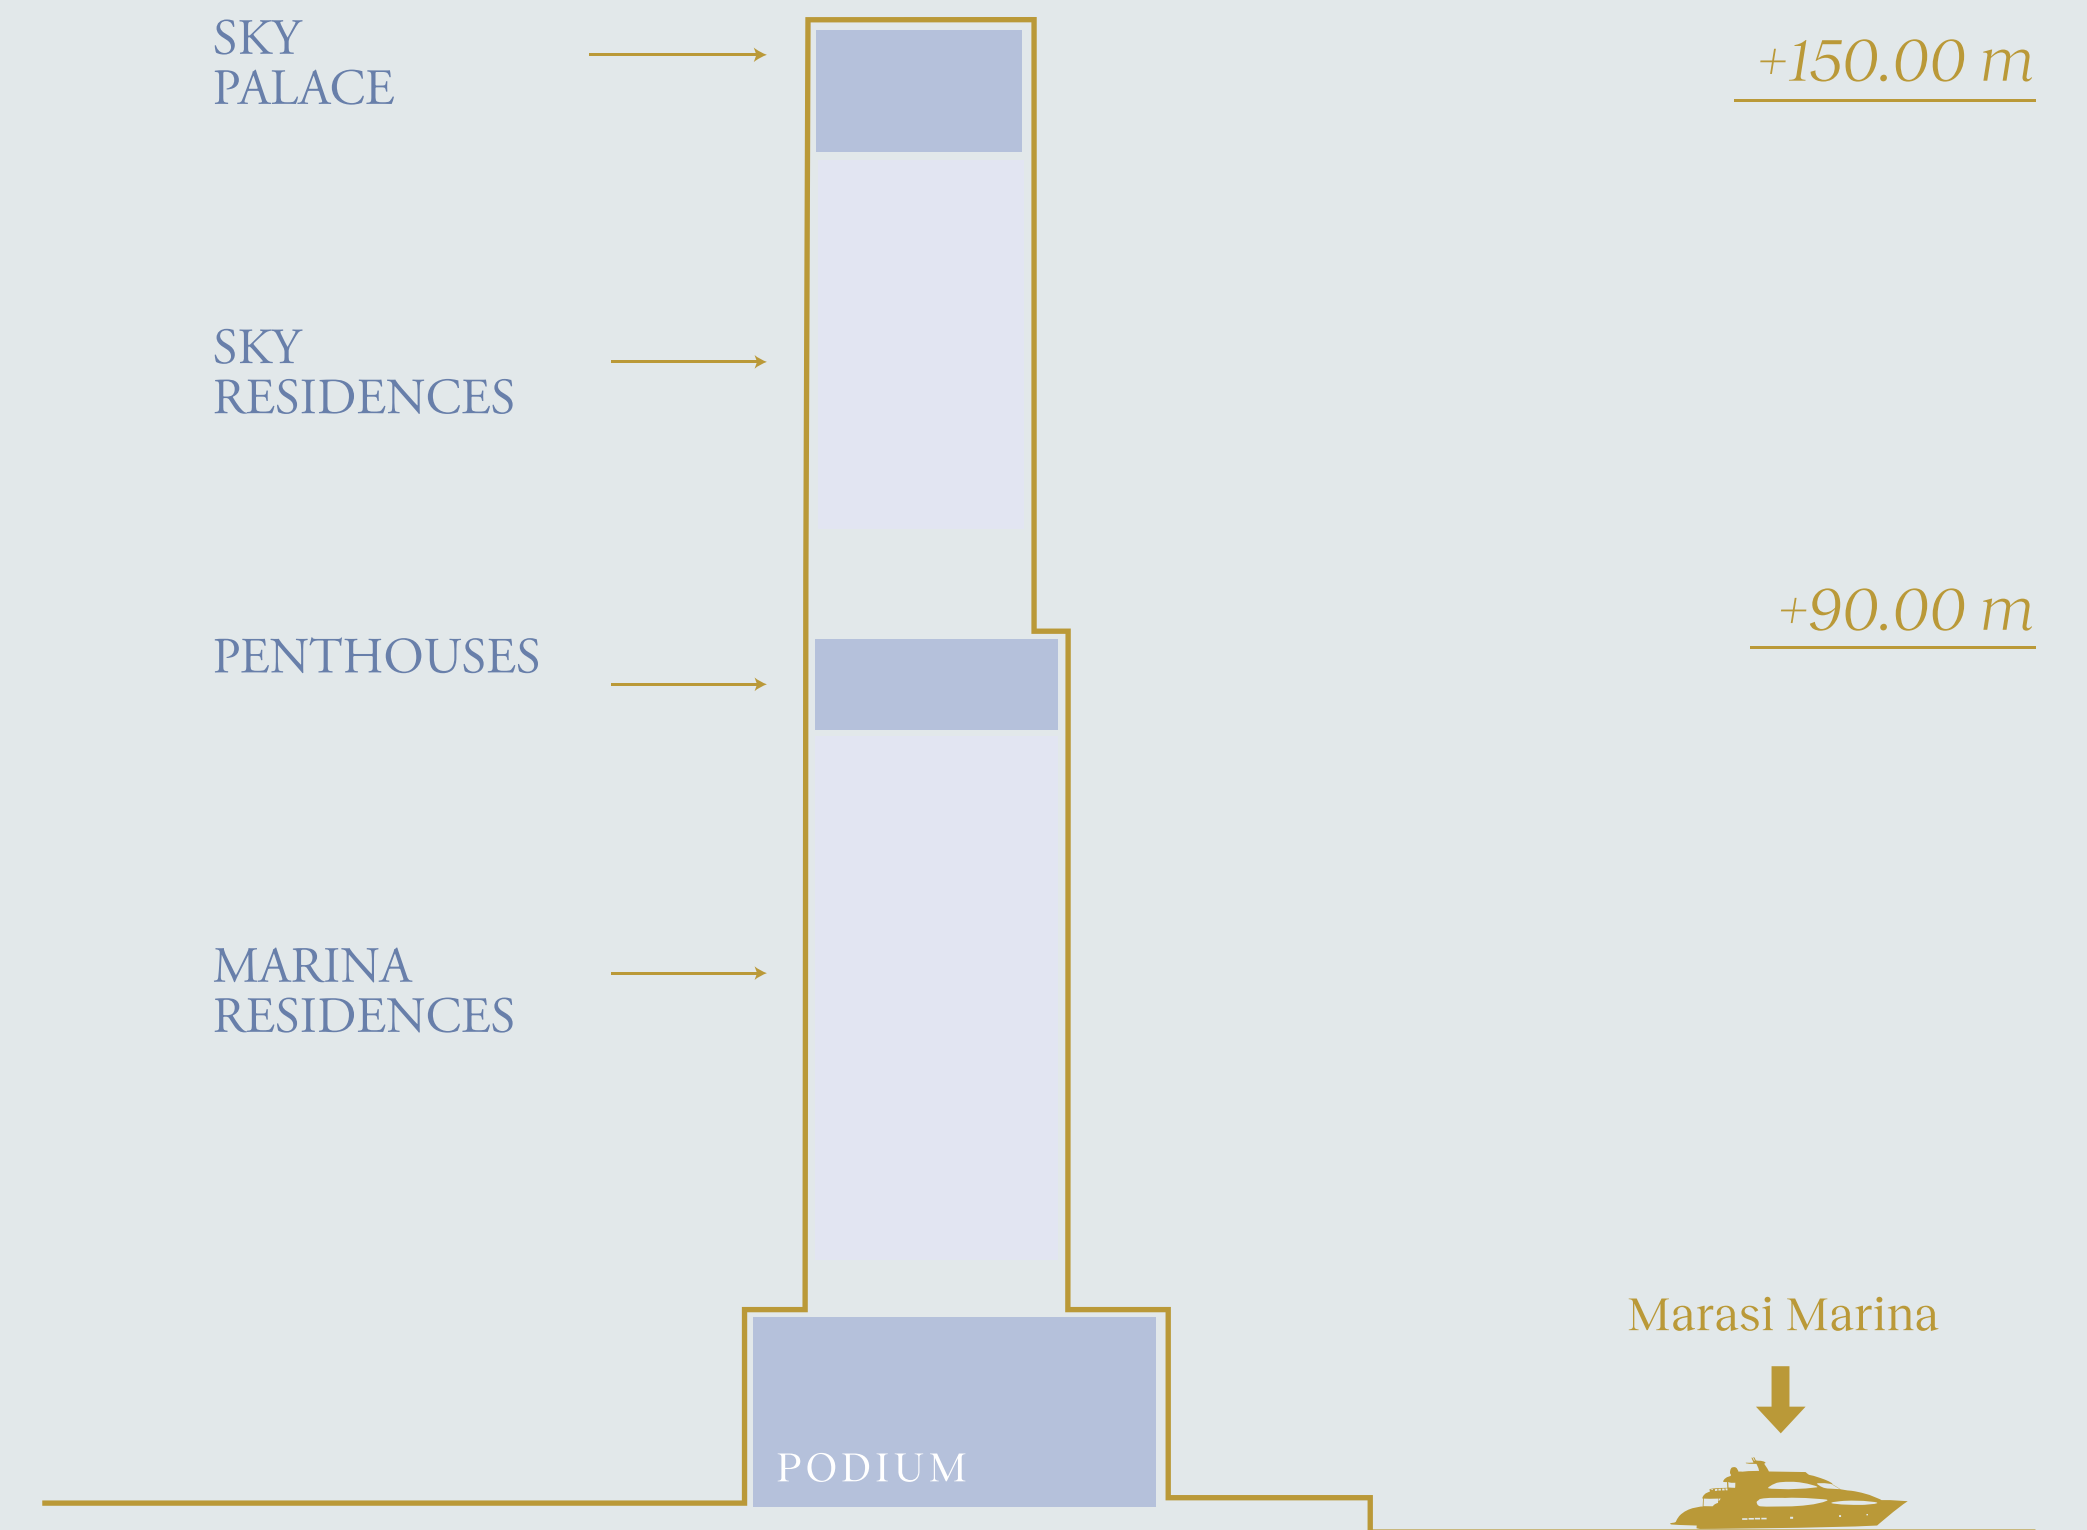 SKY
PALACE
+150.00 m
SKY
RESIDENCES
+90.00 m
PENTHOUSES
MARINA
RESIDENCES
Marasi Marina
PODIUM